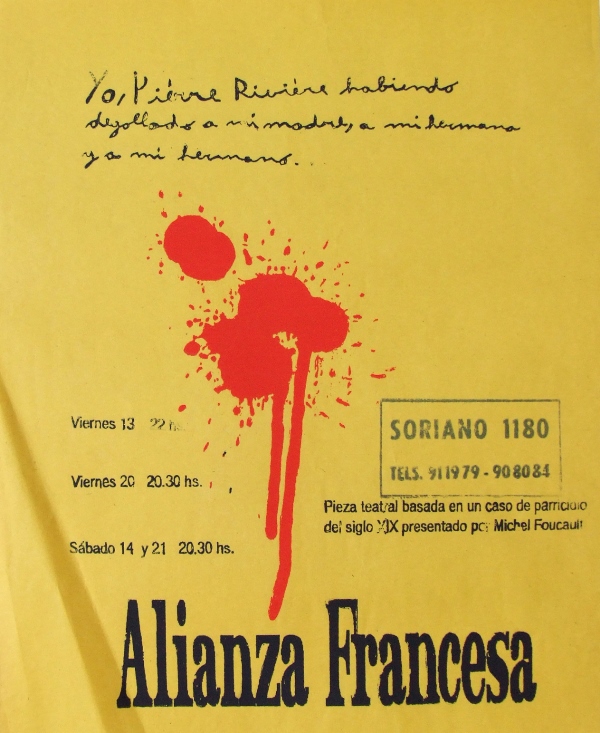 Yo, Pierre Rivière habiendo
degollado a mi madre, a mi hermana
y a mi hermano.
Viernes 13 22 hs.
SORIANO 1180
TELS. 911979 - 908084
Viernes 20 20.30 hs.
Pieza teatral basada en un caso de parricidio
del siglo XIX presentado por Michel Foucault
Sábado 14 y 21 20.30 hs.
Alianza Francesa